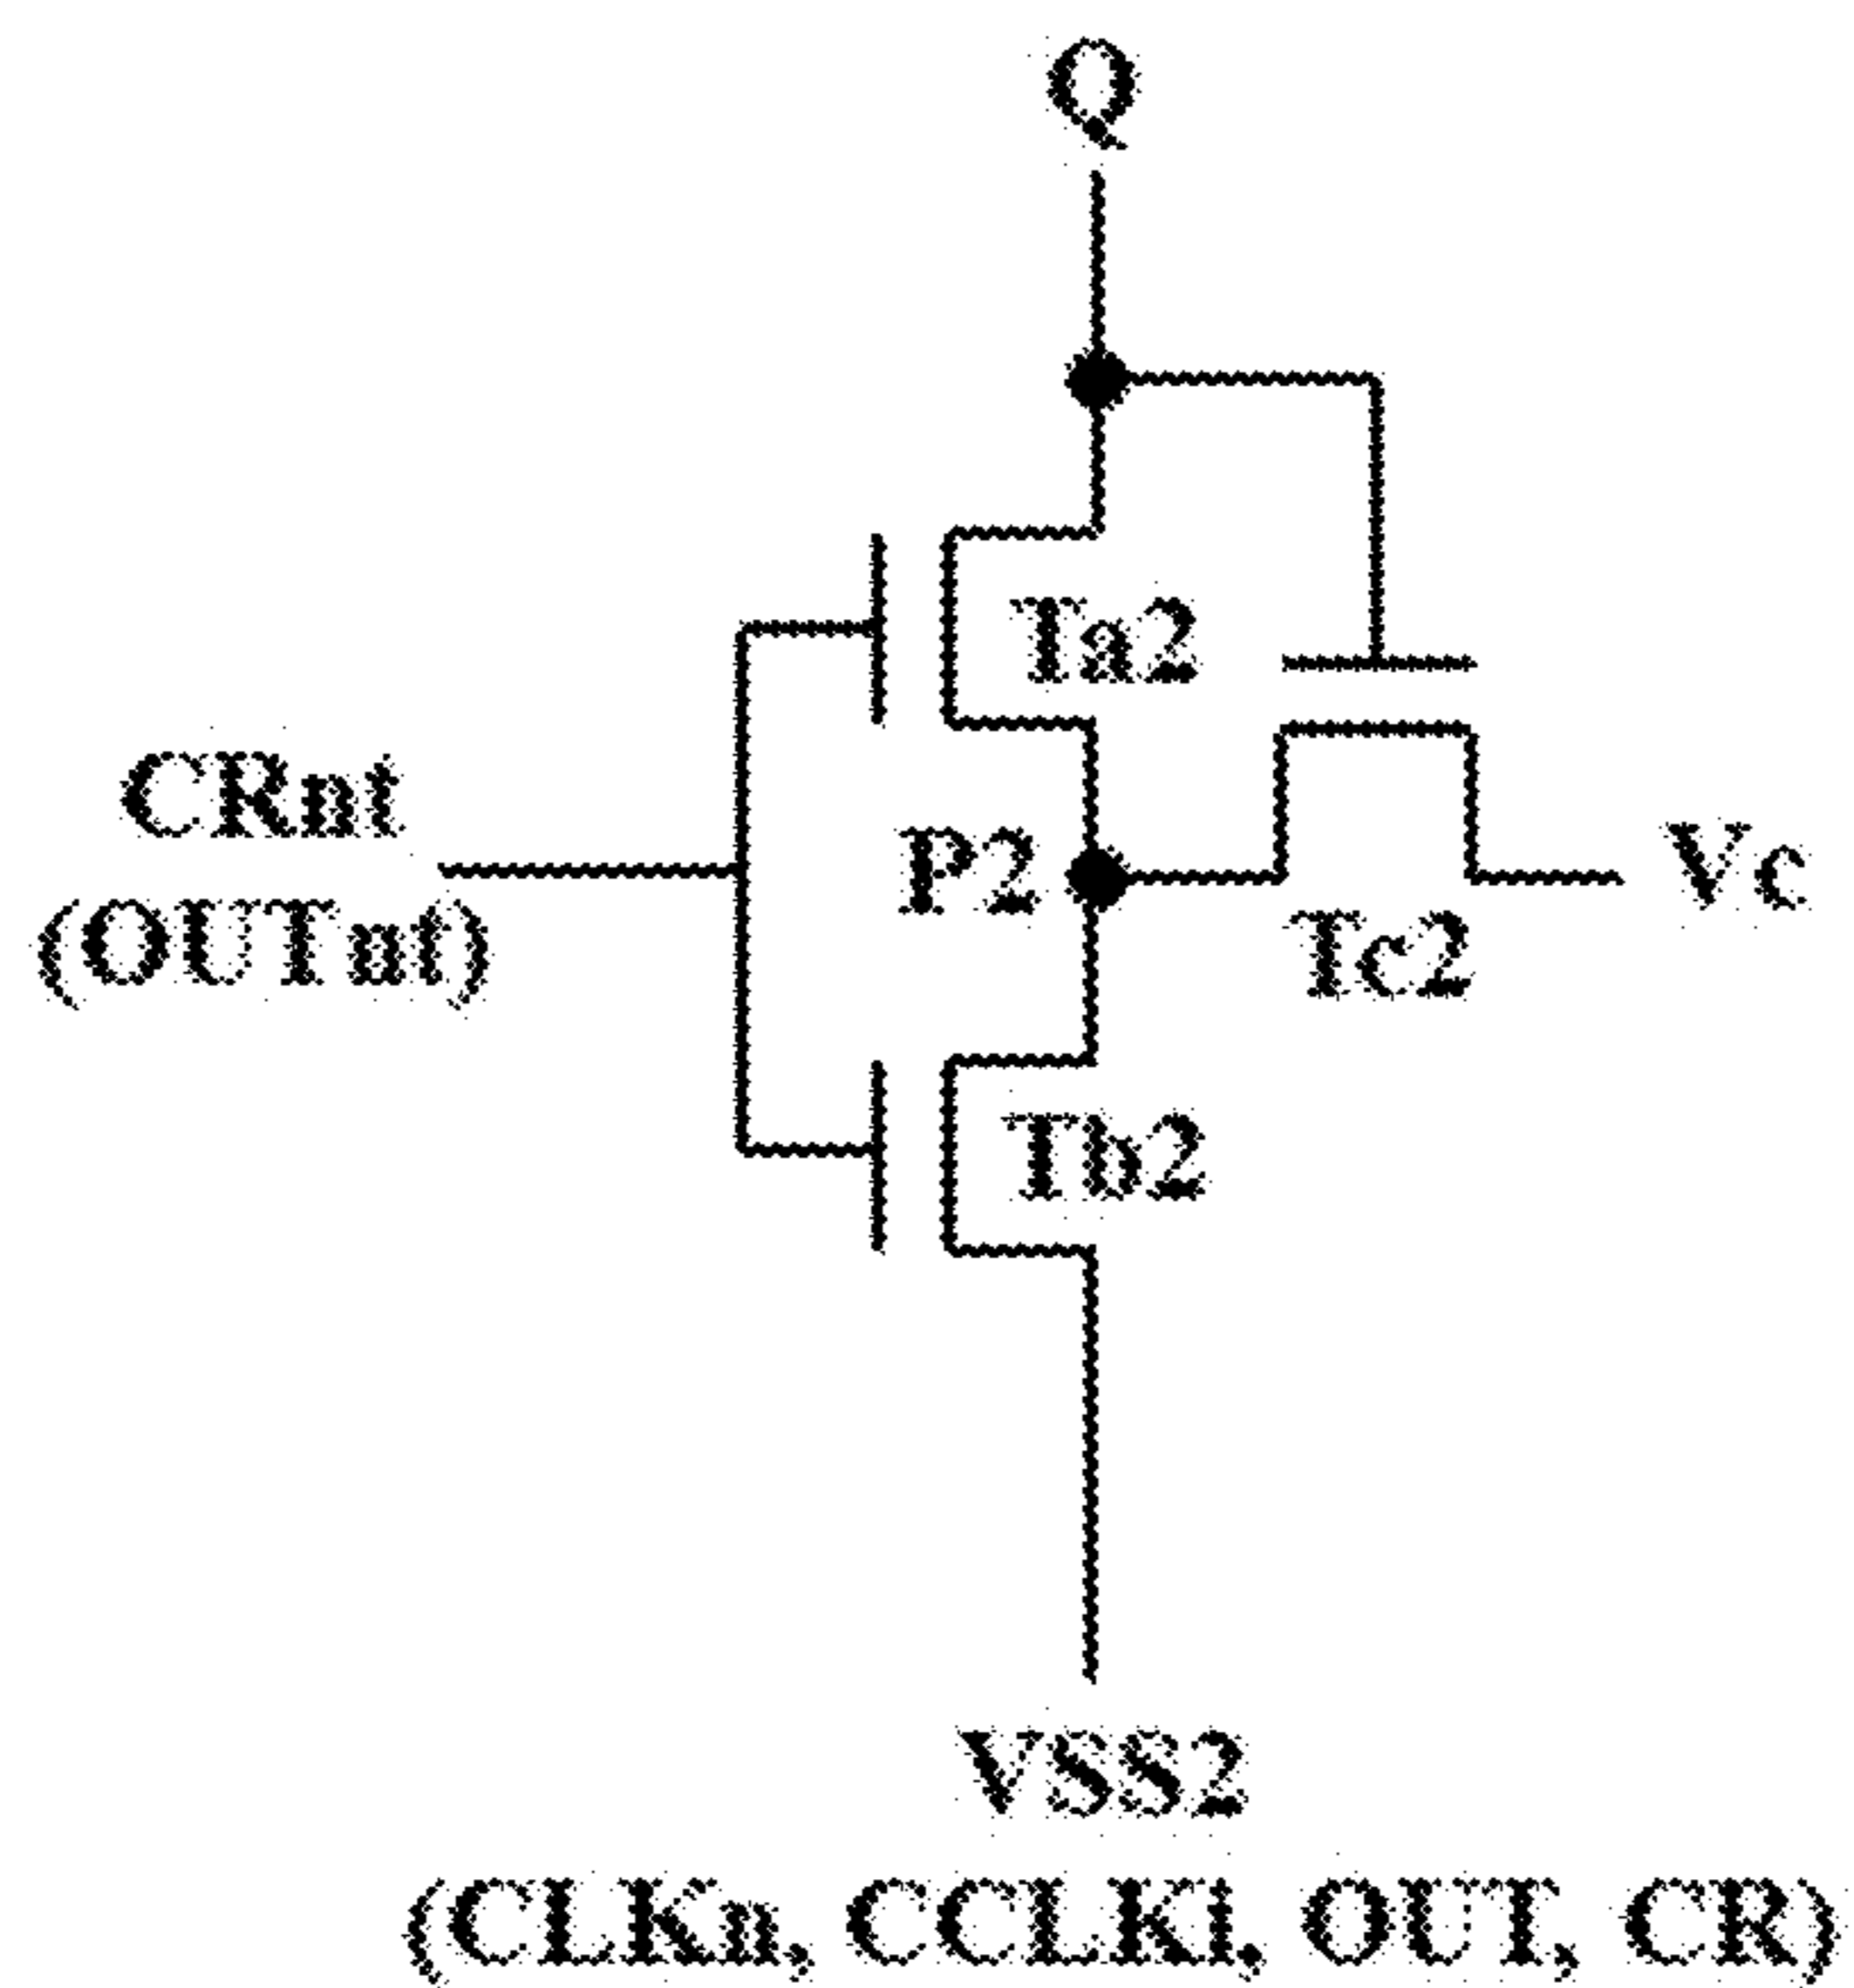 Q
Ta2
CRnt
P2
Vc
(OUTnt)
Tc2
Tb2
VSS2
(CLKn, CCLKl, OUT, CR)